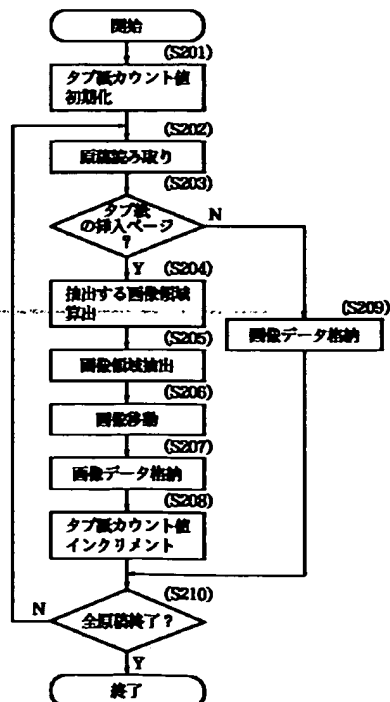 開始
(S201)
タブ紙カウント値
初期化
(S202)
原稿読み取り
(S203)
タブ紙
の挿入ページ
?
N
Y
(S204)
抽出する画像領域
算出
(S209)
画像データ格納
(S205)
画像領域抽出
(S206)
画像移動
(S207)
画像データ格納
(S208)
タブ紙カウント値
インクリメント
(S210)
N
全原稿終了?
Y
終了